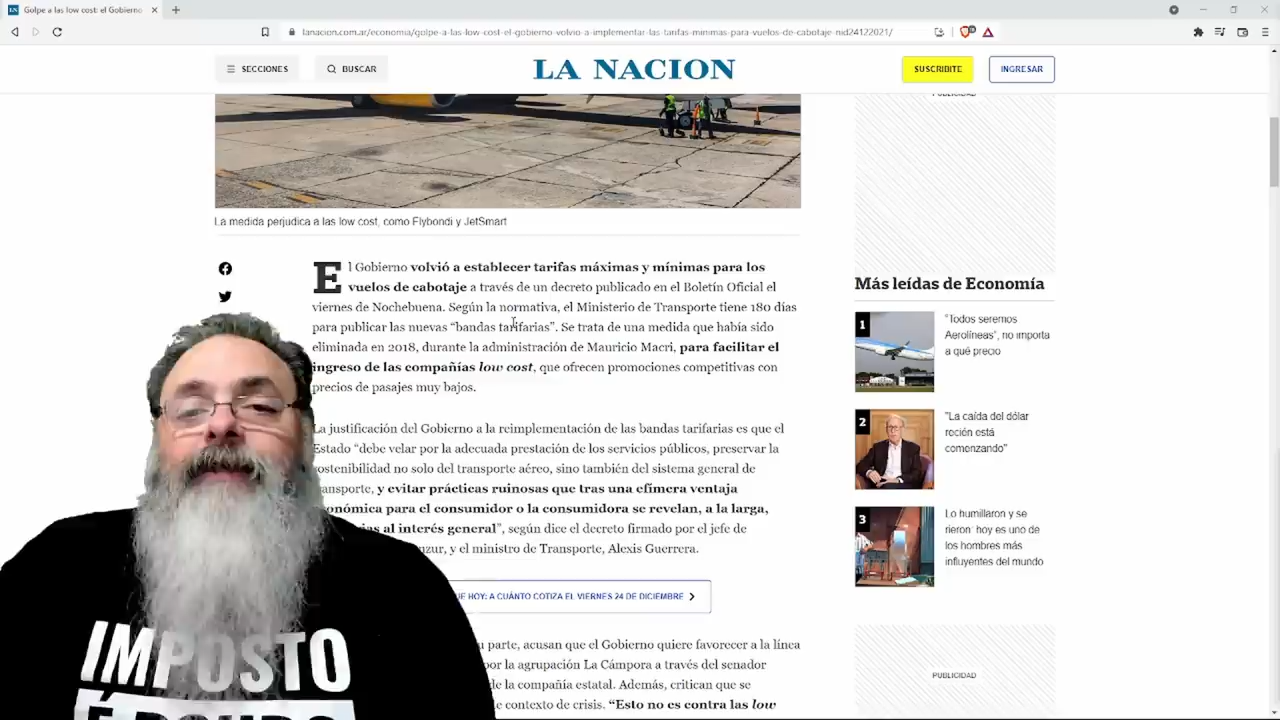 Golpe a las low cost: el Gobierno
lanacion.com.ar/economia/golpe-a-las-low-cost-el-gobierno-volvio-a-implementar-las-tarifas-minimas-para-vuelos-de-cabotaje-nid24122021/
SECCIONES
BUSCAR
LA NACION
SUSCRIBITE
INGRESAR
PUBLICIDAD
La medida perjudica a las low cost, como Flybondi y JetSmart
El Gobierno volvió a establecer tarifas máximas y mínimas para los
vuelos de cabotaje a través de un decreto publicado en el Boletín Oficial el
viernes de Nochebuena. Según la normativa, el Ministerio de Transporte tiene 180 días
para publicar las nuevas “bandas tarifarias”. Se trata de una medida que había sido
eliminada en 2018, durante la administración de Mauricio Macri, para facilitar el
ingreso de las compañías low cost, que ofrecen promociones competitivas con
precios de pasajes muy bajos.
La justificación del Gobierno a la reimplementación de las bandas tarifarias es que el
Estado “debe velar por la adecuada prestación de los servicios públicos, preservar la
sostenibilidad no solo del transporte aéreo, sino también del sistema general de
transporte, y evitar prácticas ruinosas que tras una efímera ventaja
económica para el consumidor o la consumidora se revelan, a la larga,
al interés general”, según dice el decreto firmado por el jefe de
y el ministro de Transporte, Alexis Guerrera.
HOY: A CUÁNTO COTIZA EL VIERNES 24 DE DICIEMBRE
parte, acusan que el Gobierno quiere favorecer a la línea
por la agrupación La Cámpora a través del senador
de la compañía estatal. Además, critican que se
contexto de crisis. “Esto no es contra las low
Más leídas de Economía
1
“Todos seremos
Aerolíneas”, no importa
a qué precio
2
"La caída del dólar
recién está
comenzando"
3
Lo humillaron y se
rieron: hoy es uno de
los hombres más
influyentes del mundo
PUBLICIDAD
IMPOSTO
É